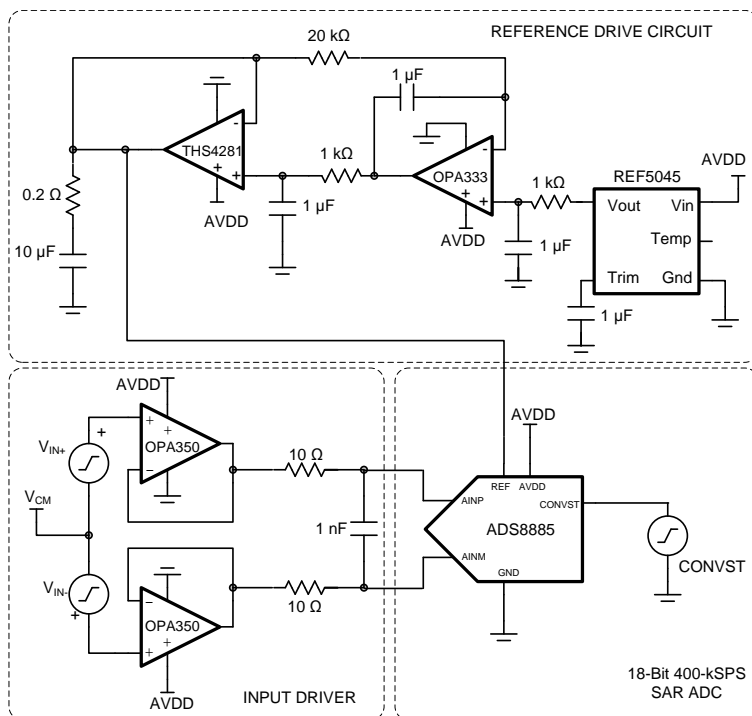 REFERENCE DRIVE CIRCUIT
20 kΩ
1 µF
-
THS4281
+ +
AVDD
1 kΩ
1 µF
-
OPA333
+ +
AVDD
1 kΩ
1 µF
REF5045
AVDD
Vout Vin
Temp
Trim Gnd
1 µF
0.2 Ω
10 µF
AVDD
VIN+
+
+
+
OPA350
−
10 Ω
VCM
1 nF
VIN-
+
−
OPA350
+
+
10 Ω
AVDD
INPUT DRIVER
AVDD
REF AVDD
AINP
CONVST
ADS8885
AINM
GND
CONVST
18-Bit 400-kSPS
SAR ADC